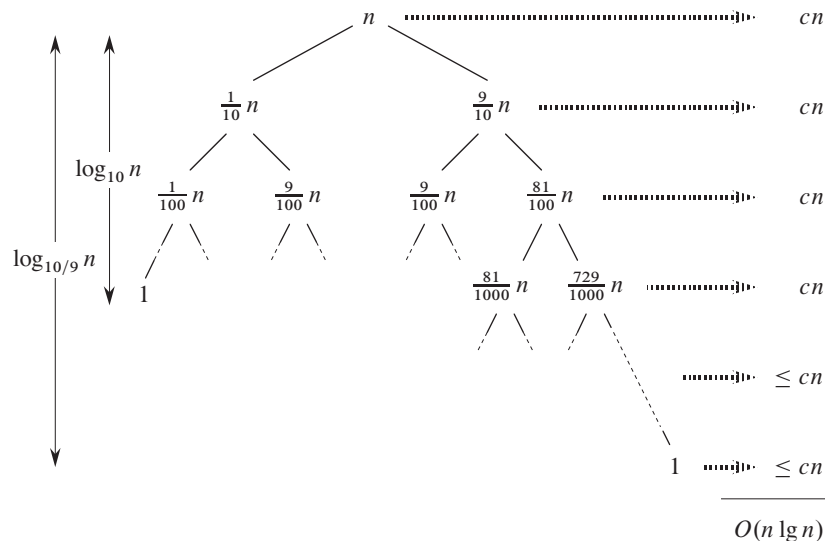 n cn
1/10 n 9/10 n cn
log₁₀ n
1/100 n 9/100 n 9/100 n 81/100 n cn
log₁₀/₉ n
1 81/1000 n 729/1000 n cn
≤ cn
1 ≤ cn
O(n lg n)